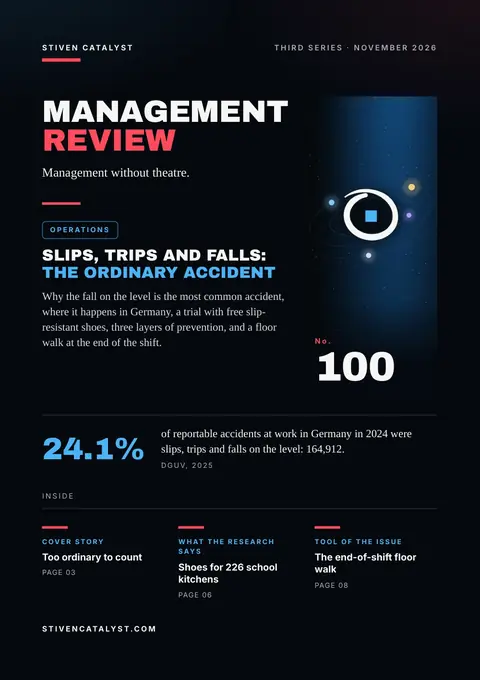 STIVEN CATALYST
THIRD SERIES · NOVEMBER 2026
MANAGEMENT
REVIEW
Management without theatre.
OPERATIONS
SLIPS, TRIPS AND FALLS:
THE ORDINARY ACCIDENT
Why the fall on the level is the most common accident,
where it happens in Germany, a trial with free slip-
resistant shoes, three layers of prevention, and a floor
walk at the end of the shift.
No.
100
24.1%
of reportable accidents at work in Germany in 2024 were
slips, trips and falls on the level: 164,912.
DGUV, 2025
INSIDE
COVER STORY
Too ordinary to count
PAGE 03
WHAT THE RESEARCH
SAYS
Shoes for 226 school
kitchens
PAGE 06
TOOL OF THE ISSUE
The end-of-shift floor
walk
PAGE 08
STIVENCATALYST.COM